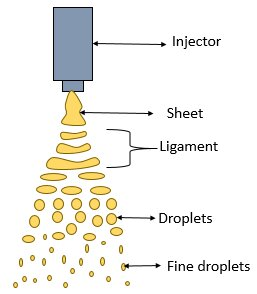 Injector
Sheet
Ligament
Droplets
Fine droplets